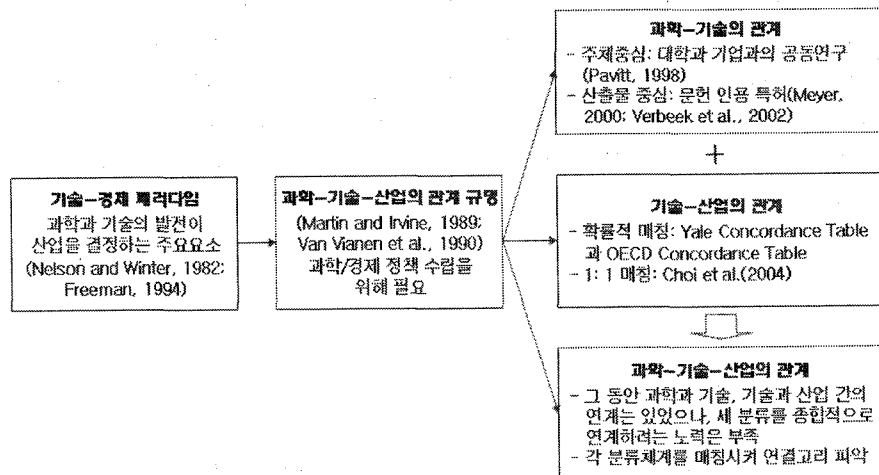 기술-경제 패러다임
과학과 기술의 발전이
산업을 결정하는 주요요소
(Nelson and Winter, 1982;
Freeman, 1994)
과학-기술-산업의 관계 규명
(Martin and Irvine, 1989;
Van Vianen et al., 1990)
과학/경제 정책 수립을
위해 필요
과학-기술의 관계
- 주체중심: 대학과 기업과의 공동연구
(Pavitt, 1998)
- 산출물 중심: 문헌 인용 특허(Meyer,
2000; Verbeek et al., 2002)
+
기술-산업의 관계
- 확률적 매칭: Yale Concordance Table
과 OECD Concordance Table
- 1: 1 매칭: Choi et al.(2004)
과학-기술-산업의 관계
- 그 동안 과학과 기술, 기술과 산업 간의
연계는 있었으나, 세 분류를 종합적으로
연계하려는 노력은 부족
- 각 분류체계를 매칭시켜 연결고리 파악